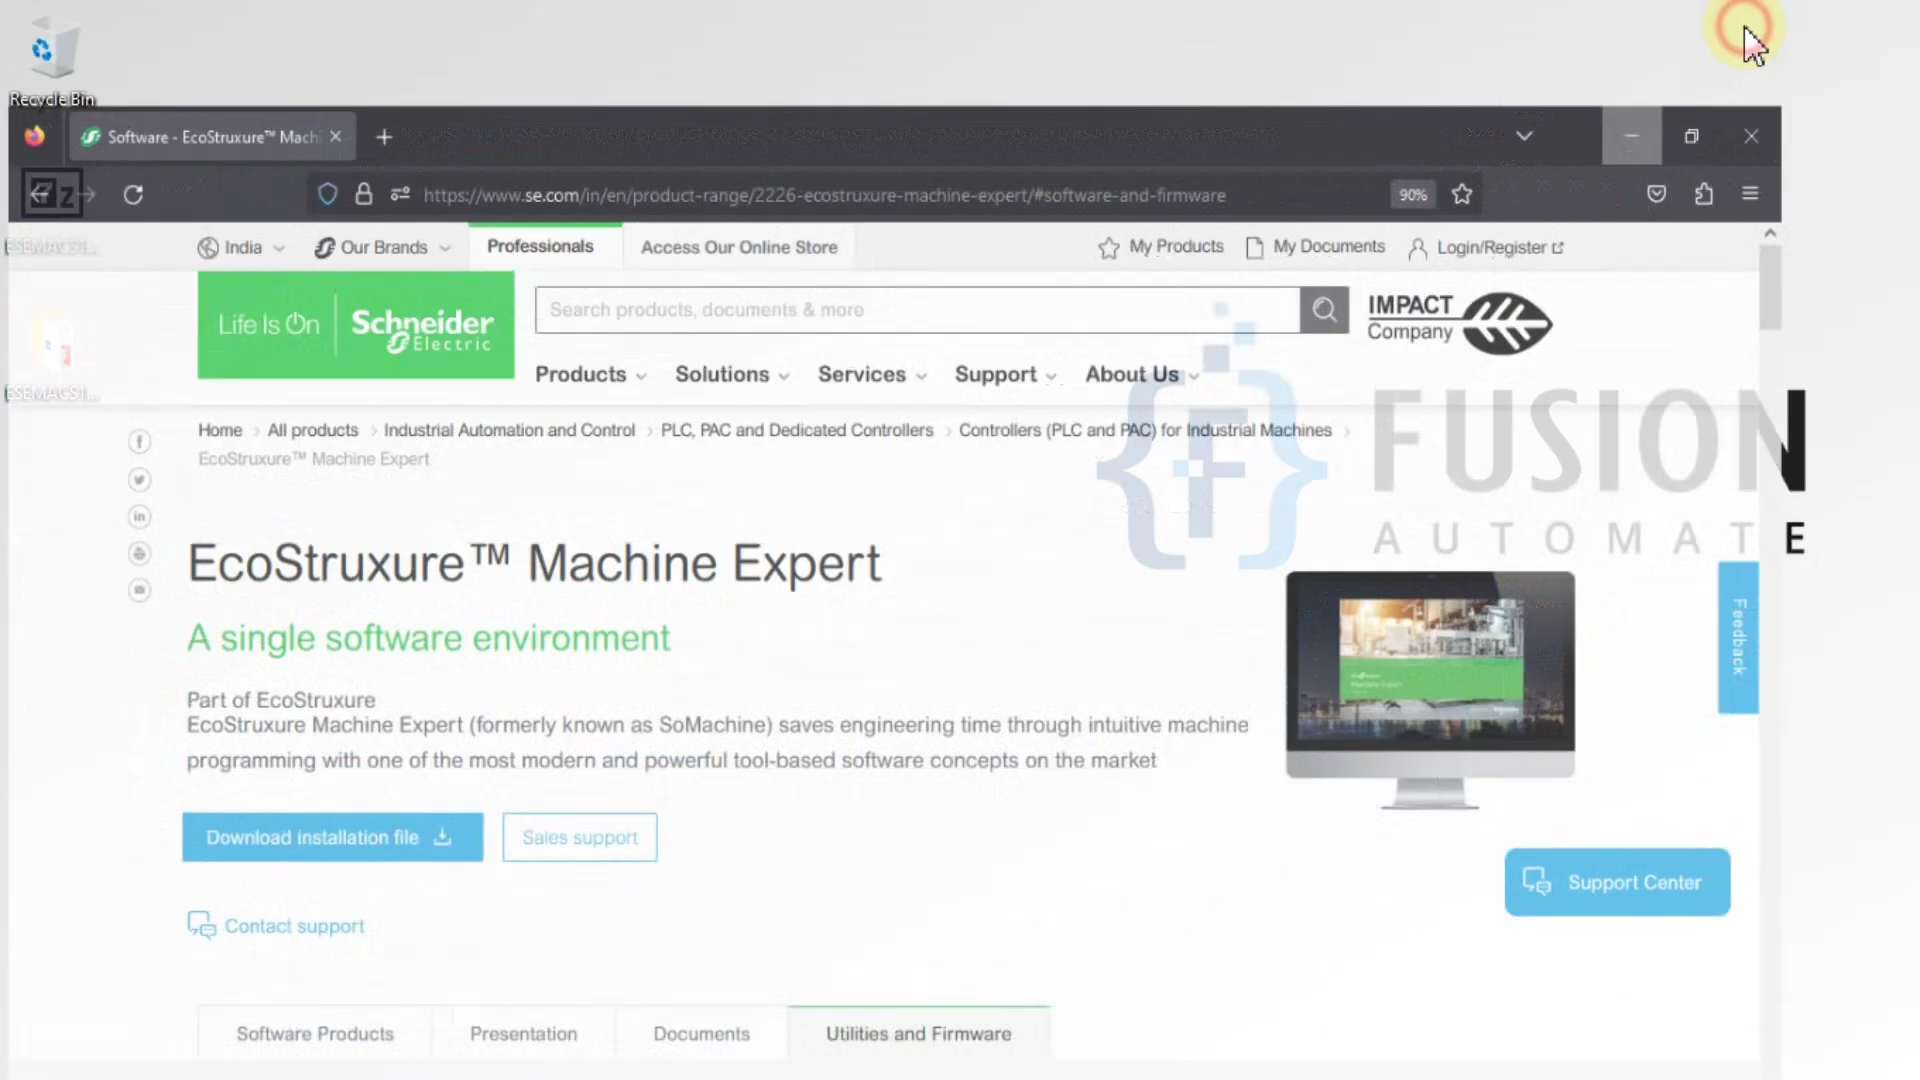 Recycle Bin
Software - EcoStruxure™ Machi
https://www.se.com/in/en/product-range/2226-ecostruxure-machine-expert/#software-and-firmware
90%
ESEMACS1...
India
Our Brands
Professionals
Access Our Online Store
My Products
My Documents
Login/Register
Life Is On
Schneider
Electric
Search products, documents & more
IMPACT
Company
Products
Solutions
Services
Support
About Us
ESEMACS1...
FUSION
AUTOMATE
Home > All products > Industrial Automation and Control > PLC, PAC and Dedicated Controllers > Controllers (PLC and PAC) for Industrial Machines >
EcoStruxure™ Machine Expert
EcoStruxure™ Machine Expert
A single software environment
Feedback
Part of EcoStruxure
EcoStruxure Machine Expert (formerly known as SoMachine) saves engineering time through intuitive machine
programming with one of the most modern and powerful tool-based software concepts on the market
Download installation file
Sales support
Support Center
Contact support
Software Products
Presentation
Documents
Utilities and Firmware